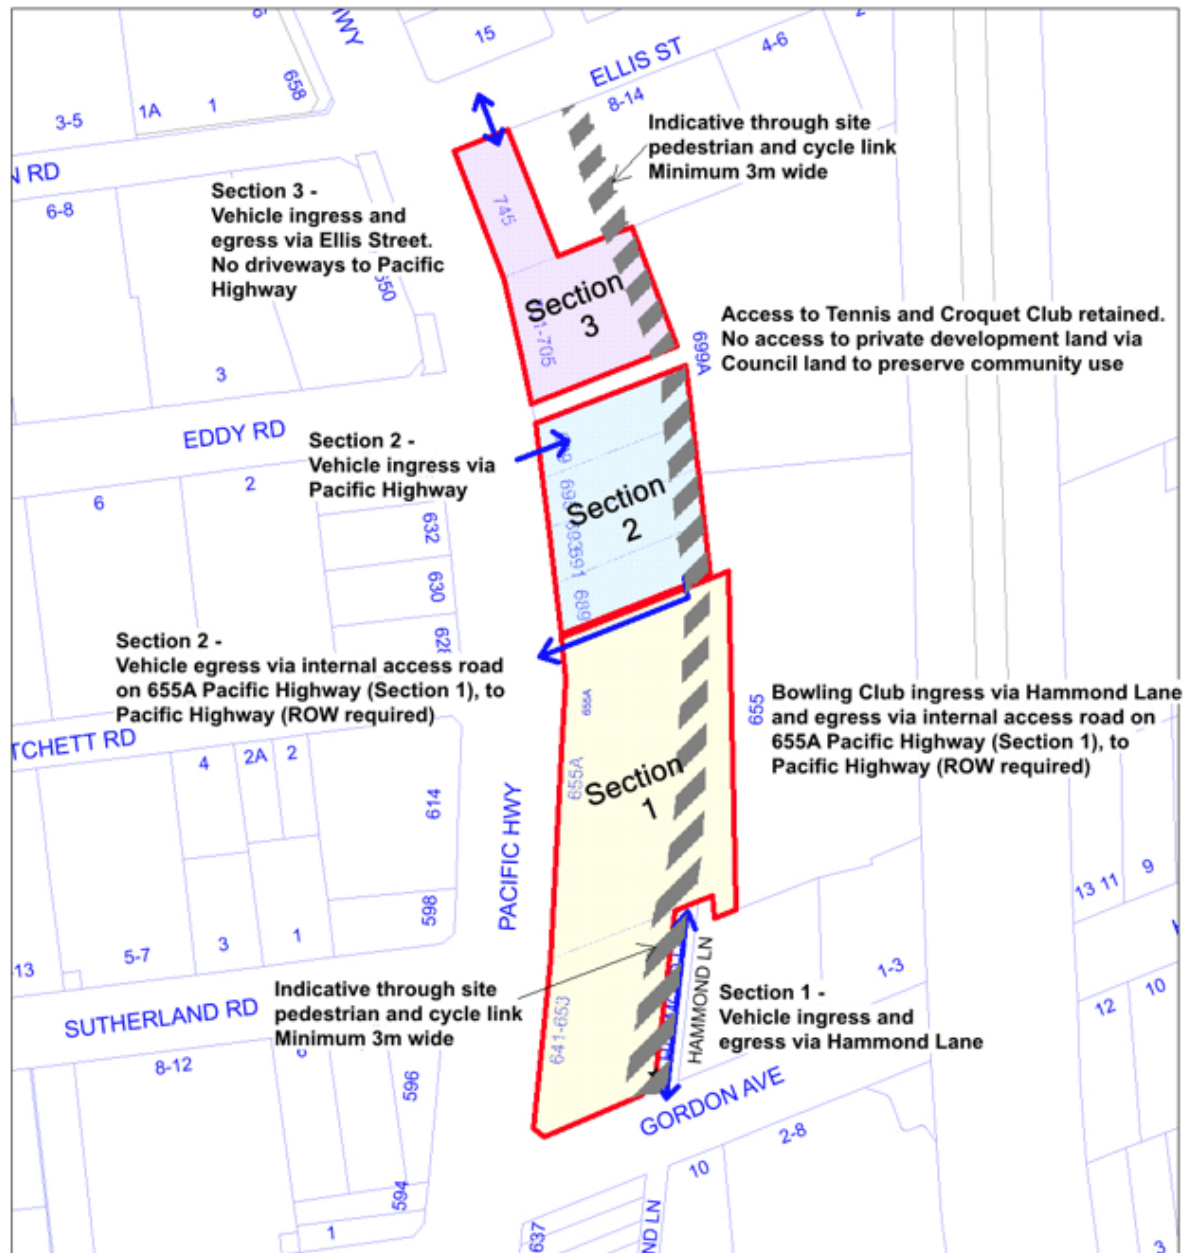 HWY
15
ELLIS ST
4-6
658
8-14
3-5
1A
1
N RD
6-8
Indicative through site
pedestrian and cycle link
Minimum 3m wide
Section 3 -
Vehicle ingress and
egress via Ellis Street.
No driveways to Pacific
Highway
745
Section
3
699A
Access to Tennis and Croquet Club retained.
No access to private development land via
Council land to preserve community use
3
EDDY RD
Section 2 -
Vehicle ingress via
Pacific Highway
6
2
632
630
Section
2
691
689
Section 2 -
Vehicle egress via internal access road
on 655A Pacific Highway (Section 1), to
Pacific Highway (ROW required)
655A
655
Bowling Club ingress via Hammond Lane
and egress via internal access road on
655A Pacific Highway (Section 1), to
Pacific Highway (ROW required)
TCHETT RD
4
2A
2
614
655A
Section
1
PACIFIC HWY
598
13
11
9
-13
5-7
3
1
1-3
12
10
SUTHERLAND RD
8-12
Indicative through site
pedestrian and cycle link
Minimum 3m wide
641-653
HAMMOND LN
Section 1 -
Vehicle ingress and
egress via Hammond Lane
596
GORDON AVE
2-8
10
594
1
637
ND LN
3